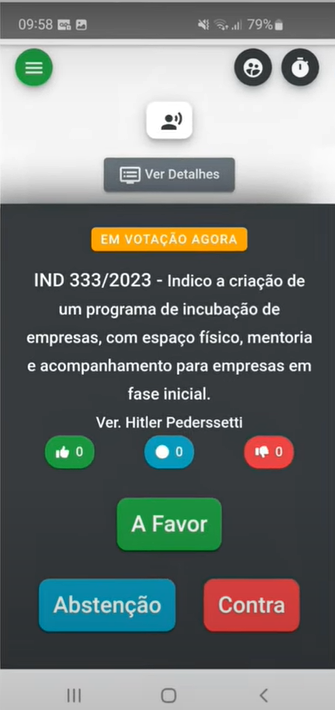 09:58 79%
Ver Detalhes
EM VOTAÇÃO AGORA
IND 333/2023 - Indico a criação de
um programa de incubação de
empresas, com espaço físico, mentoria
e acompanhamento para empresas em
fase inicial.
Ver. Hitler Pederssetti
0 0 0
A Favor
Abstenção Contra